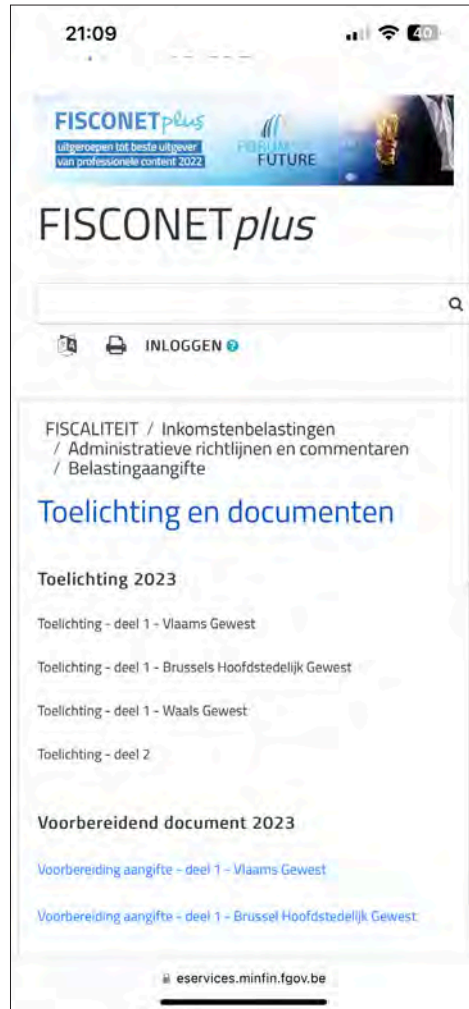 21:09
40
FISCONETplus
uitgeroepen tot beste uitgever
van professionele content 2022
FORUM
FUTURE
FISCONETplus
INLOGGEN ?
FISCALITEIT / Inkomstenbelastingen
/ Administratieve richtlijnen en commentaren
/ Belastingaangifte
Toelichting en documenten
Toelichting 2023
Toelichting - deel 1 - Vlaams Gewest
Toelichting - deel 1 - Brussels Hoofdstedelijk Gewest
Toelichting - deel 1 - Waals Gewest
Toelichting - deel 2
Voorbereidend document 2023
Voorbereiding aangifte - deel 1 - Vlaams Gewest
Voorbereiding aangifte - deel 1 - Brussel Hoofdstedelijk Gewest
eservices.minfin.fgov.be